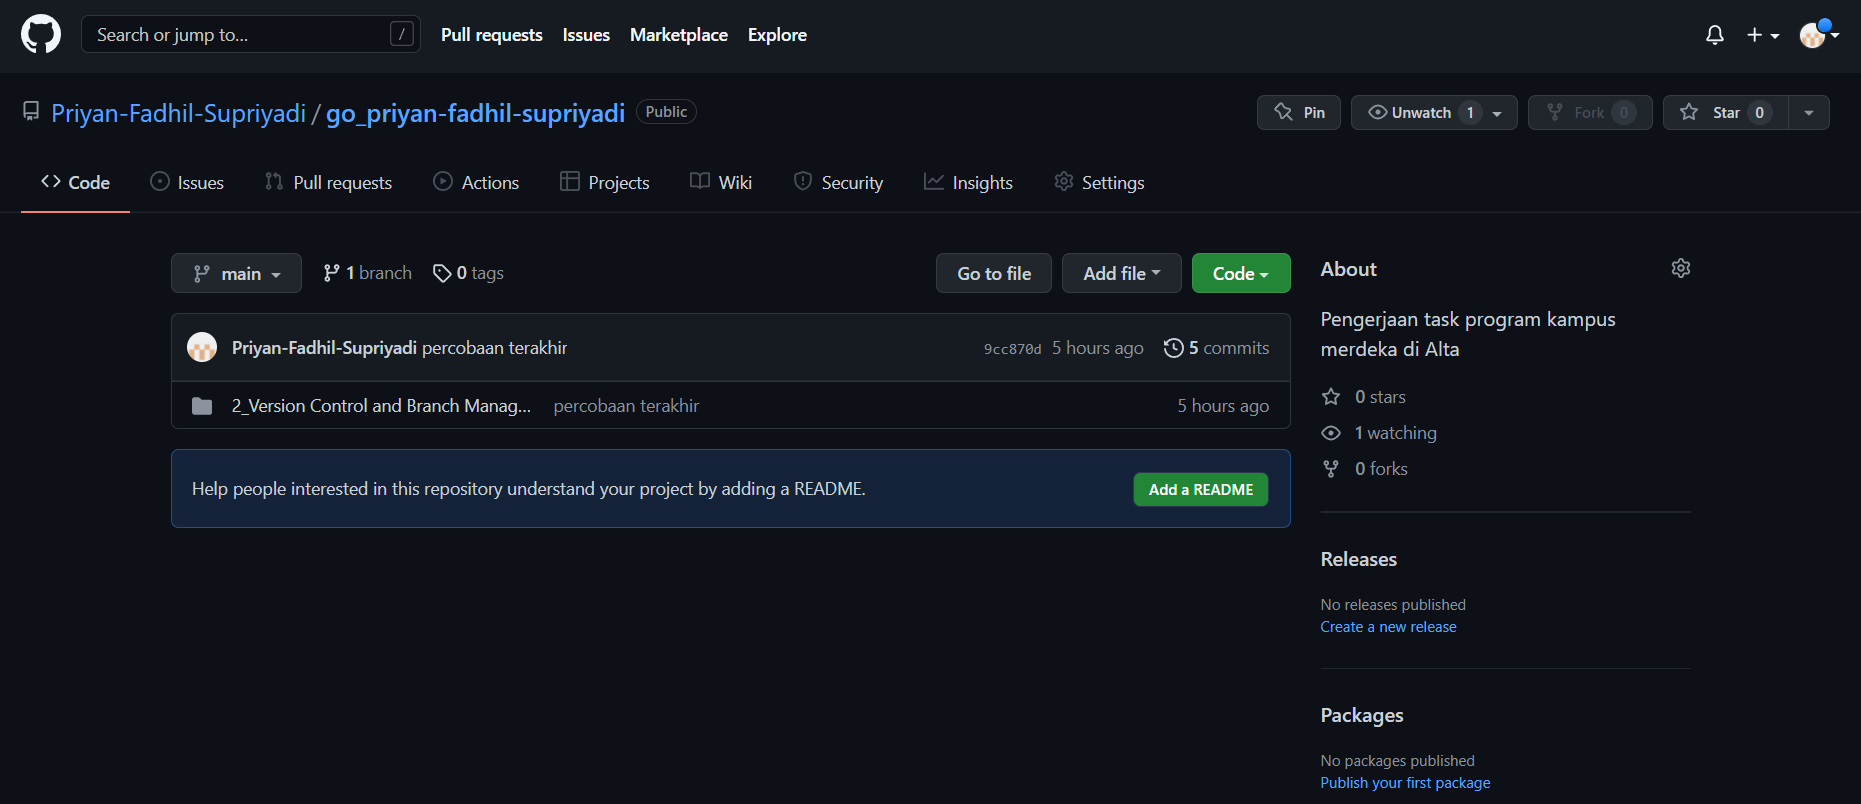 Search or jump to... /
Pull requests Issues Marketplace Explore
Priyan-Fadhil-Supriyadi / go_priyan-fadhil-supriyadi Public
Pin Unwatch 1 Fork 0 Star 0
Code Issues Pull requests Actions Projects Wiki Security Insights Settings
main 1 branch 0 tags Go to file Add file Code
Priyan-Fadhil-Supriyadi percobaan terakhir 9cc870d 5 hours ago 5 commits
2_Version Control and Branch Manag... percobaan terakhir 5 hours ago
Help people interested in this repository understand your project by adding a README. Add a README
About
Pengerjaan task program kampus
merdeka di Alta
0 stars
1 watching
0 forks
Releases
No releases published
Create a new release
Packages
No packages published
Publish your first package